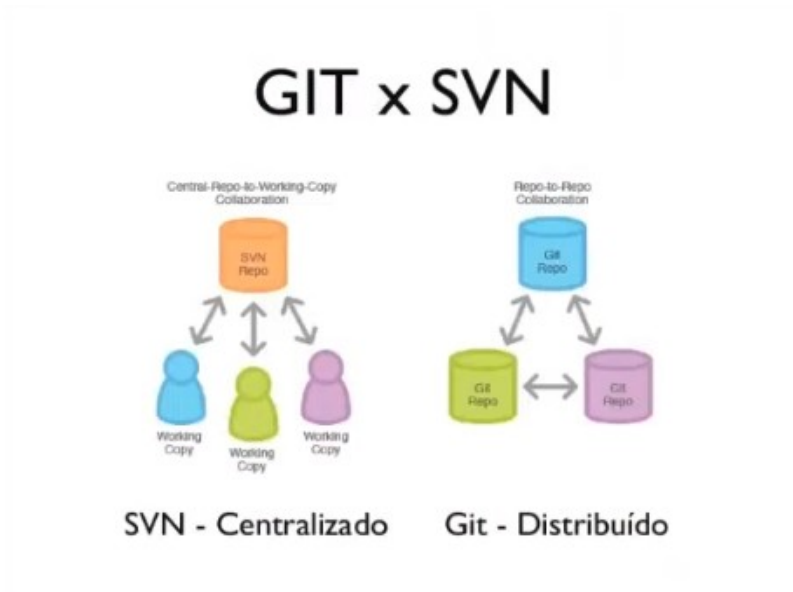 GIT x SVN
Central-Repo-to-Working-Copy
Collaboration
SVN
Repo
Working
Copy
Working
Copy
Working
Copy
SVN - Centralizado
Repo-to-Repo
Collaboration
Git
Repo
Git
Repo
Git
Repo
Git - Distribuído